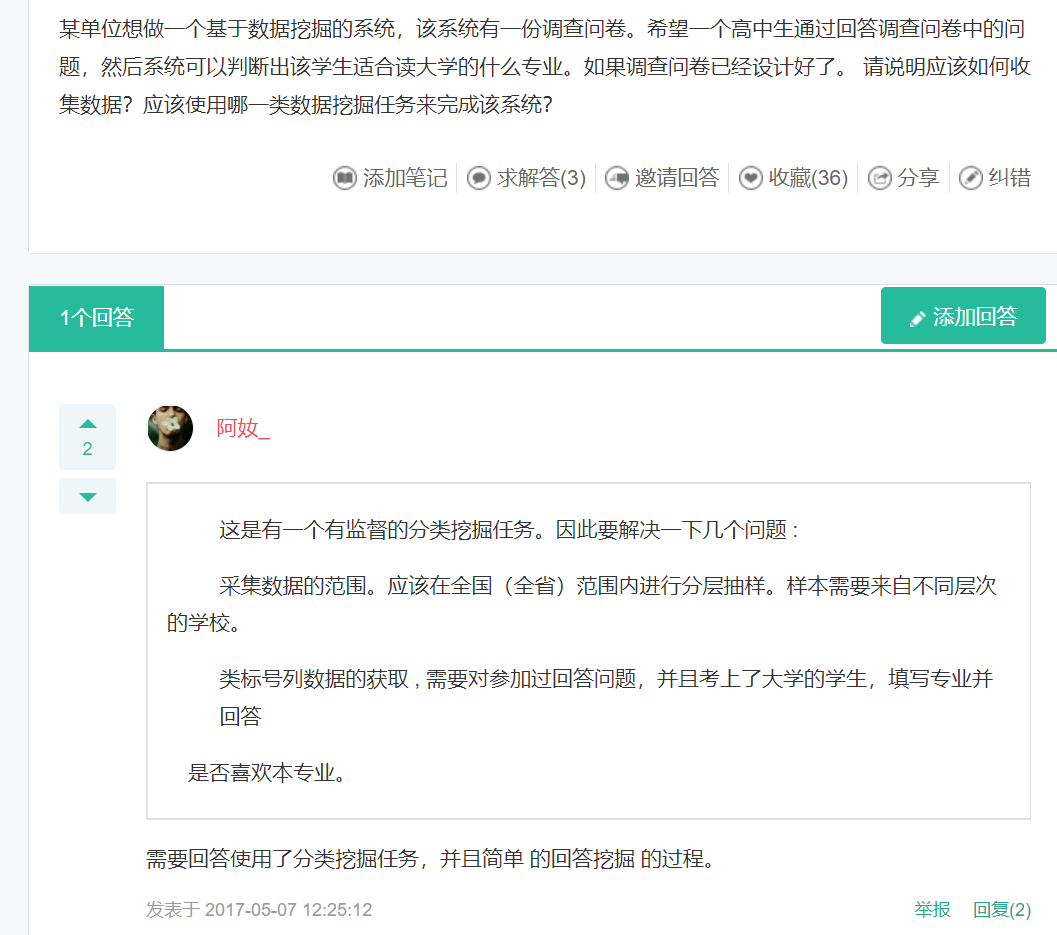 某单位想做一个基于数据挖掘的系统，该系统有一份调查问卷。希望一个高中生通过回答调查问卷中的问
题，然后系统可以判断出该学生适合读大学的什么专业。如果调查问卷已经设计好了。 请说明应该如何收
集数据？应该使用哪一类数据挖掘任务来完成该系统？
添加笔记 求解答(3) 邀请回答 收藏(36) 分享 纠错
1个回答 添加回答
2
阿奻_
这是有一个有监督的分类挖掘任务。因此要解决一下几个问题：
采集数据的范围。应该在全国（全省）范围内进行分层抽样。样本需要来自不同层次
的学校。
类标号列数据的获取 , 需要对参加过回答问题，并且考上了大学的学生，填写专业并
回答
是否喜欢本专业。
需要回答使用了分类挖掘任务，并且简单 的回答挖掘 的过程。
发表于 2017-05-07 12:25:12 举报 回复(2)